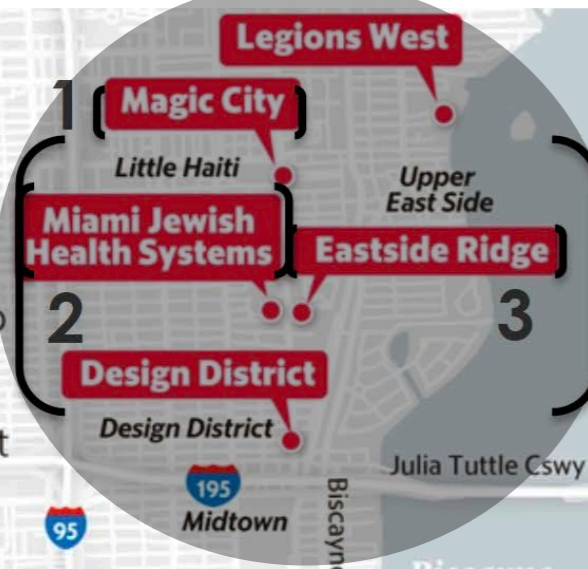 Legions West
1
Magic City
Little Haiti
Upper
East Side
Miami Jewish
Health Systems
Eastside Ridge
2
3
Design District
Design District
Julia Tuttle Cswy
195
Midtown
95